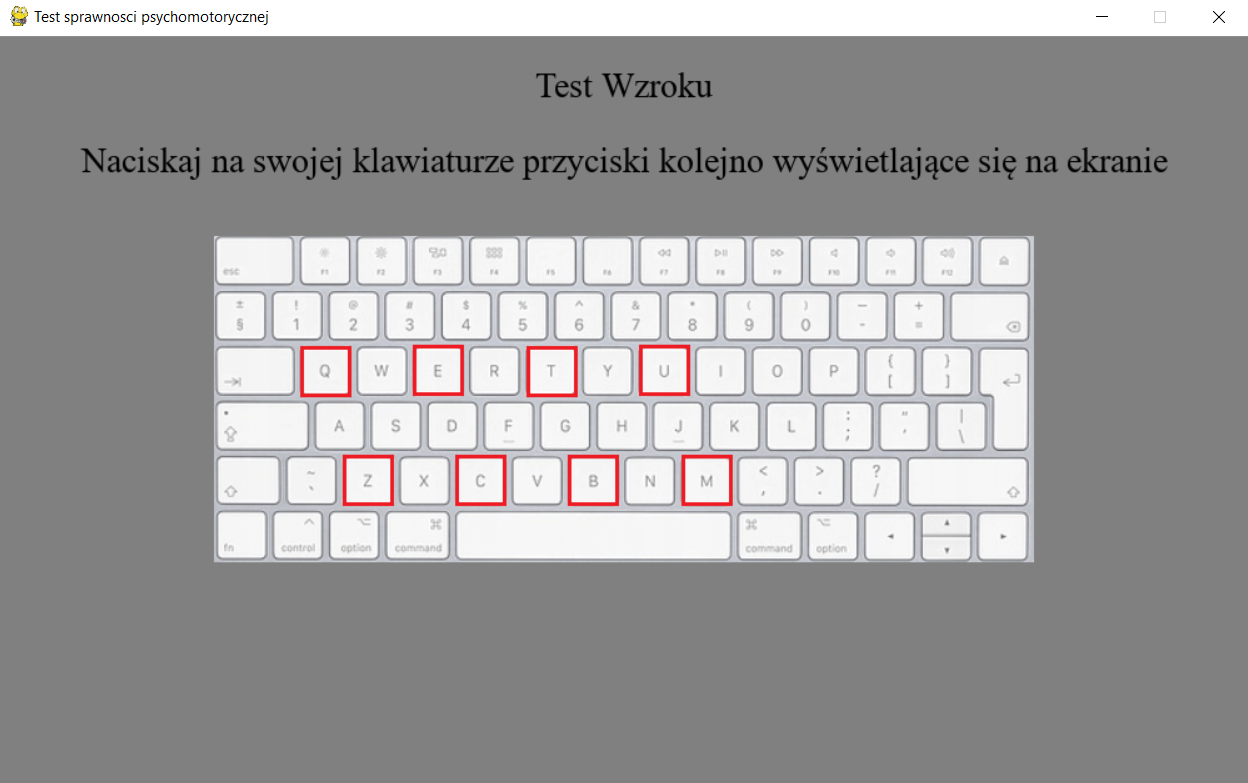 Test sprawnosci psychomotorycznej
Test Wzroku
Naciskaj na swojej klawiaturze przyciski kolejno wyświetlające się na ekranie
esc F1 F2 F3 F4 F5 F6 F7 F8 F9 F10 F11 F12
± ! @ # $ % ^ & * ( ) — +
§ 1 2 3 4 5 6 7 8 9 0 - =
Q W E R T Y U I O P { }
[ ]
A S D F G H J K L : " |
; ' \
~ Z X C V B N M < > ?
` , . /
fn control option command command option